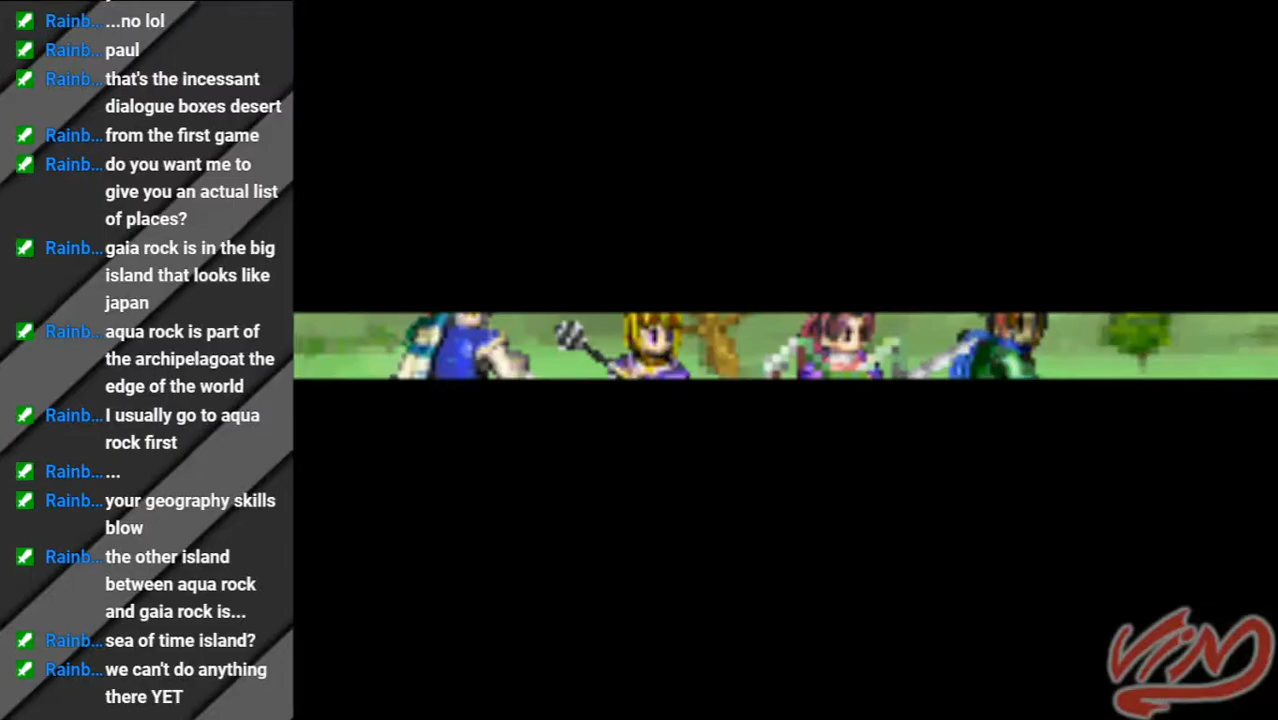 Rainb... ...no lol
Rainb... paul
Rainb... that's the incessant
dialogue boxes desert
Rainb... from the first game
Rainb... do you want me to
give you an actual list
of places?
Rainb... gaia rock is in the big
island that looks like
japan
Rainb... aqua rock is part of
the archipelagoat the
edge of the world
Rainb... I usually go to aqua
rock first
Rainb... ...
Rainb... your geography skills
blow
Rainb... the other island
between aqua rock
and gaia rock is...
Rainb... sea of time island?
Rainb... we can't do anything
there YET
VIM